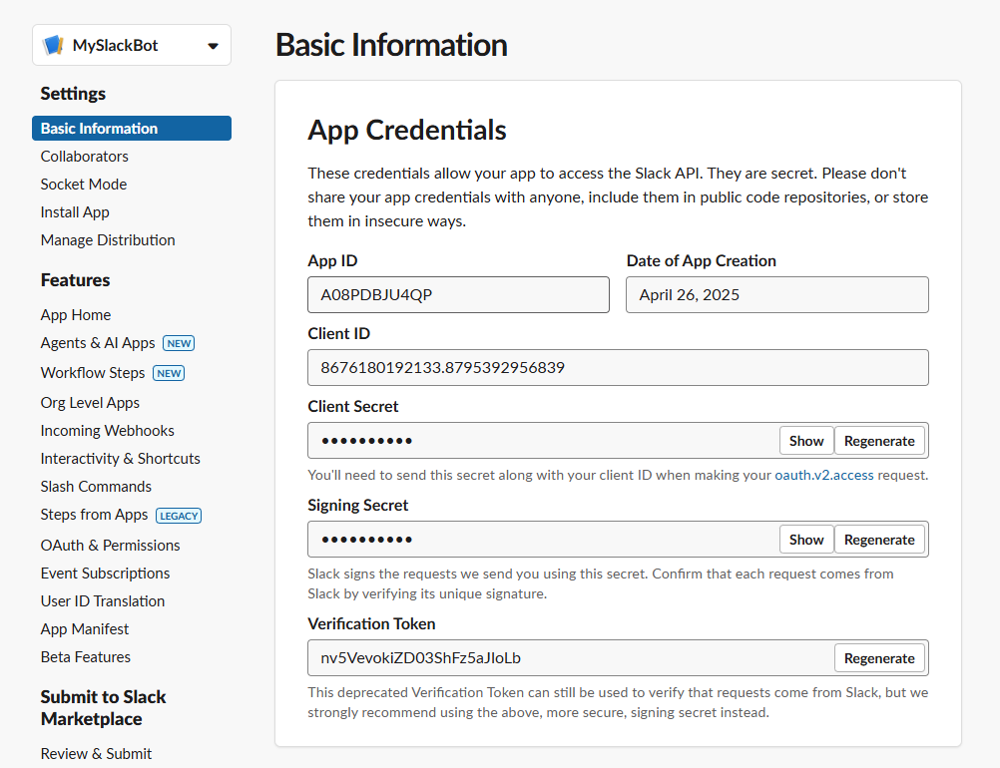 MySlackBot
Settings
Basic Information
Collaborators
Socket Mode
Install App
Manage Distribution
Features
App Home
Agents & AI Apps NEW
Workflow Steps NEW
Org Level Apps
Incoming Webhooks
Interactivity & Shortcuts
Slash Commands
Steps from Apps LEGACY
OAuth & Permissions
Event Subscriptions
User ID Translation
App Manifest
Beta Features
Submit to Slack
Marketplace
Review & Submit
Basic Information
App Credentials
These credentials allow your app to access the Slack API. They are secret. Please don't
share your app credentials with anyone, include them in public code repositories, or store
them in insecure ways.
App ID
A08PDBJU4QP
Date of App Creation
April 26, 2025
Client ID
8676180192133.8795392956839
Client Secret
••••••••••
Show Regenerate
You'll need to send this secret along with your client ID when making your oauth.v2.access request.
Signing Secret
••••••••••
Show Regenerate
Slack signs the requests we send you using this secret. Confirm that each request comes from
Slack by verifying its unique signature.
Verification Token
nv5VevokiZD03ShFz5aJIoLb
Regenerate
This deprecated Verification Token can still be used to verify that requests come from Slack, but we
strongly recommend using the above, more secure, signing secret instead.